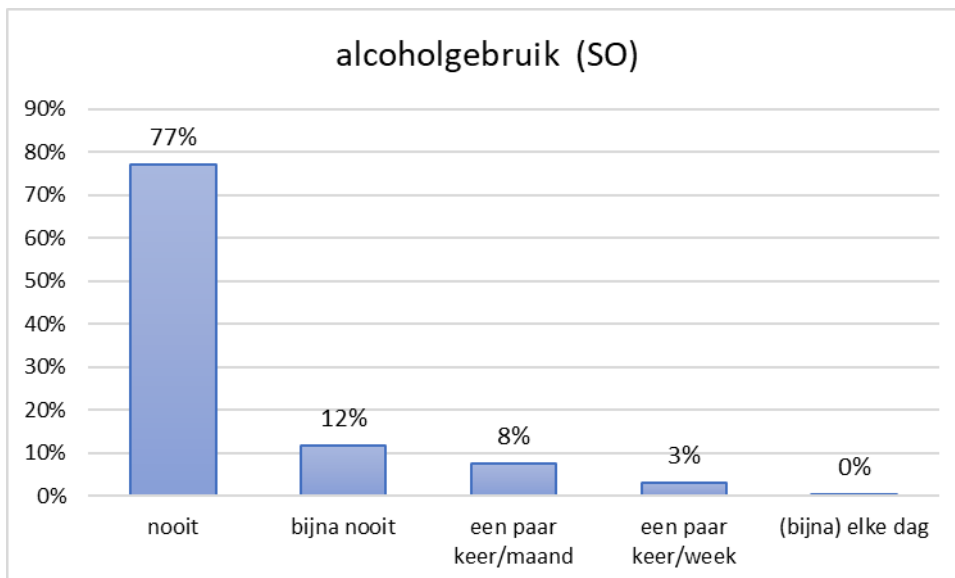 alcoholgebruik (SO)
90%
80%
70%
60%
50%
40%
30%
20%
10%
0%
77%
12%
8%
3%
0%
nooit
bijna nooit
een paar
keer/maand
een paar
keer/week
(bijna) elke dag